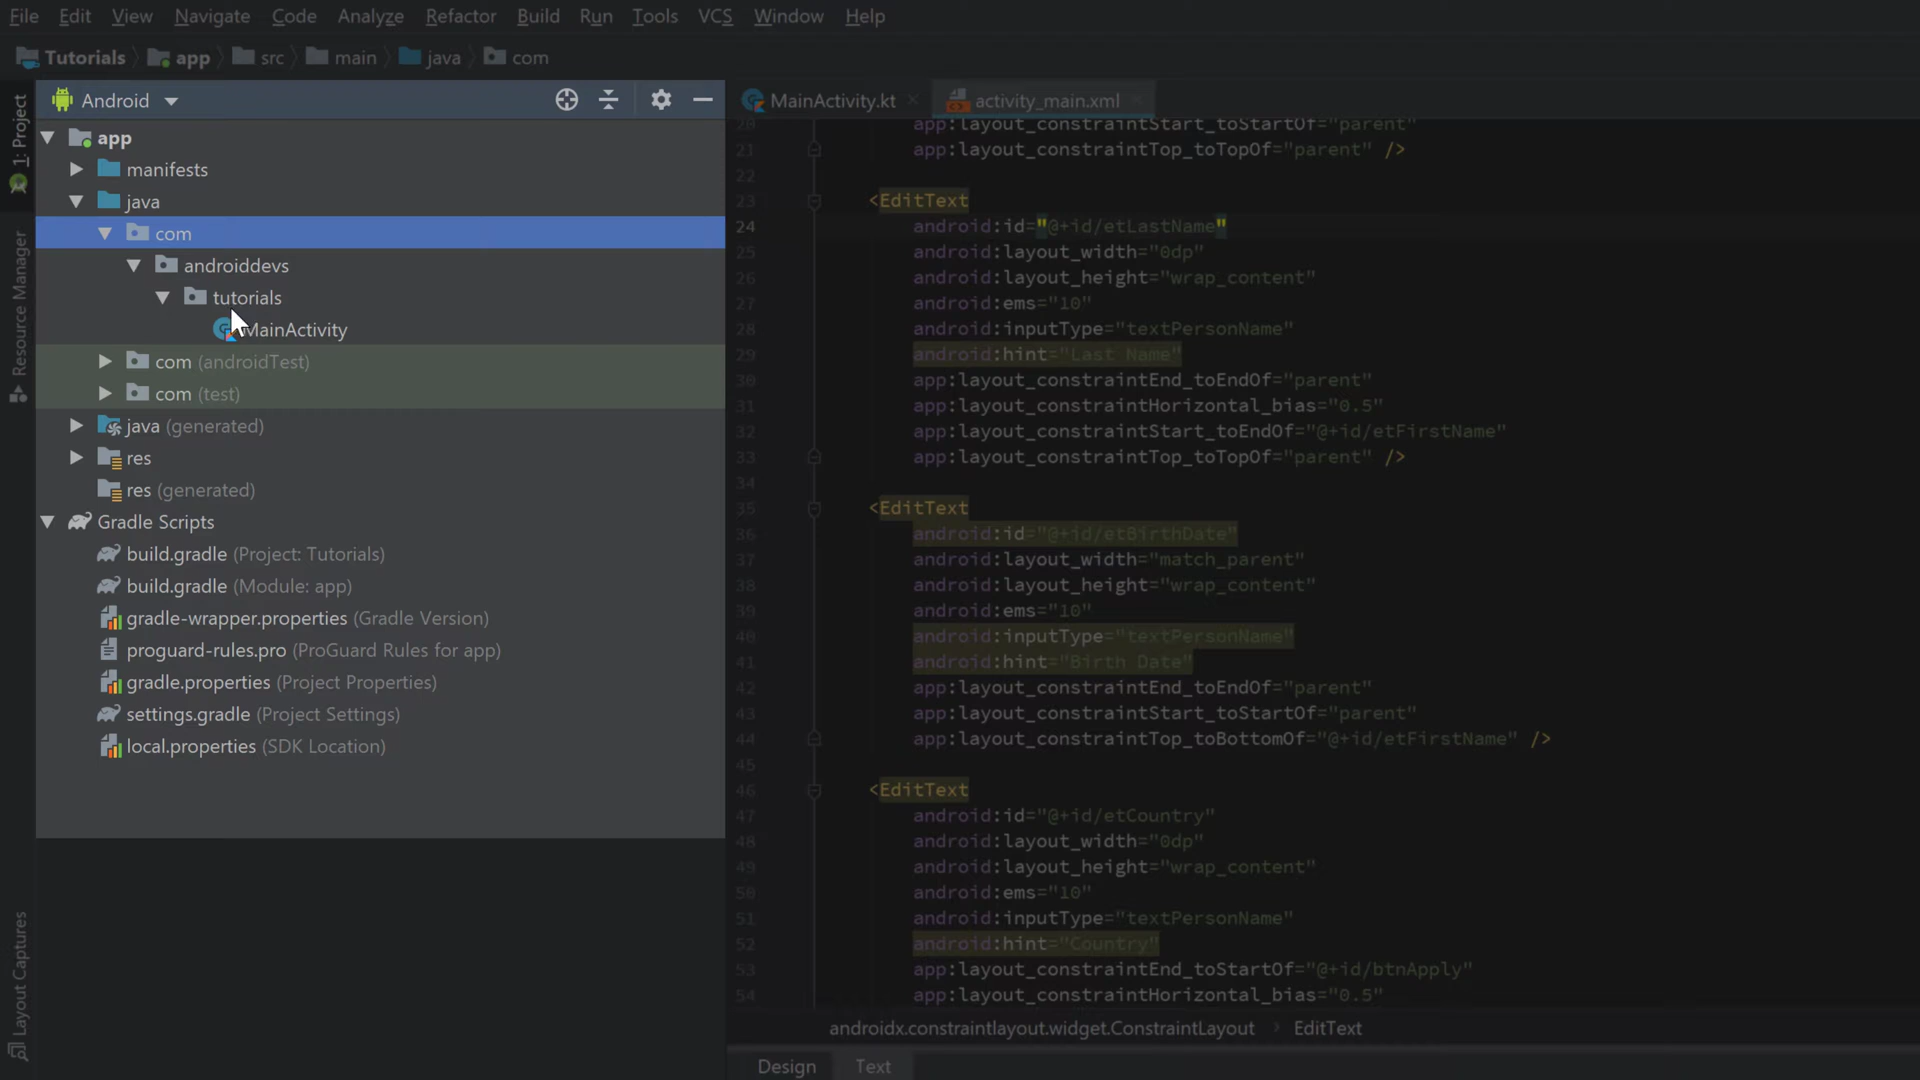 File Edit View Navigate Code Analyze Refactor Build Run Tools VCS Window Help
Tutorials app src main java com
1: Project
Resource Manager
Layout Captures
Android
app
manifests
java
com
androiddevs
tutorials
MainActivity
com (androidTest)
com (test)
java (generated)
res
res (generated)
Gradle Scripts
build.gradle (Project: Tutorials)
build.gradle (Module: app)
gradle-wrapper.properties (Gradle Version)
proguard-rules.pro (ProGuard Rules for app)
gradle.properties (Project Properties)
settings.gradle (Project Settings)
local.properties (SDK Location)
MainActivity.kt activity_main.xml
20 app:layout_constraintStart_toStartOf="parent"
21 app:layout_constraintTop_toTopOf="parent" />
22
23 <EditText
24 android:id="@+id/etLastName"
25 android:layout_width="0dp"
26 android:layout_height="wrap_content"
27 android:ems="10"
28 android:inputType="textPersonName"
29 android:hint="Last Name"
30 app:layout_constraintEnd_toEndOf="parent"
31 app:layout_constraintHorizontal_bias="0.5"
32 app:layout_constraintStart_toEndOf="@+id/etFirstName"
33 app:layout_constraintTop_toTopOf="parent" />
34
35 <EditText
36 android:id="@+id/etBirthDate"
37 android:layout_width="match_parent"
38 android:layout_height="wrap_content"
39 android:ems="10"
40 android:inputType="textPersonName"
41 android:hint="Birth Date"
42 app:layout_constraintEnd_toEndOf="parent"
43 app:layout_constraintStart_toStartOf="parent"
44 app:layout_constraintTop_toBottomOf="@+id/etFirstName" />
45
46 <EditText
47 android:id="@+id/etCountry"
48 android:layout_width="0dp"
49 android:layout_height="wrap_content"
50 android:ems="10"
51 android:inputType="textPersonName"
52 android:hint="Country"
53 app:layout_constraintEnd_toStartOf="@+id/btnApply"
54 app:layout_constraintHorizontal_bias="0.5"
androidx.constraintlayout.widget.ConstraintLayout EditText
Design Text